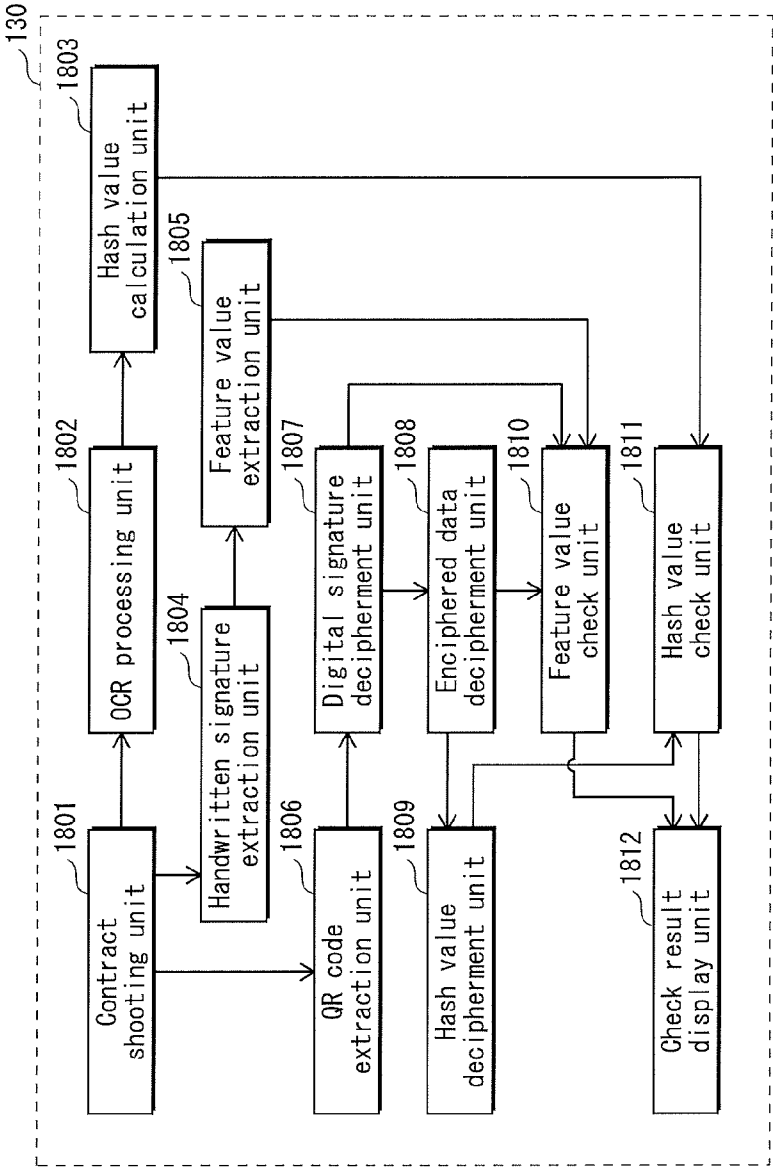 130
1801
Contract
shooting unit
1802
OCR processing unit
1803
Hash value
calculation unit
1804
Handwritten signature
extraction unit
1805
Feature value
extraction unit
1806
QR code
extraction unit
1807
Digital signature
decipherment unit
1809
Hash value
decipherment unit
1808
Enciphered data
decipherment unit
1810
Feature value
check unit
1812
Check result
display unit
1811
Hash value
check unit